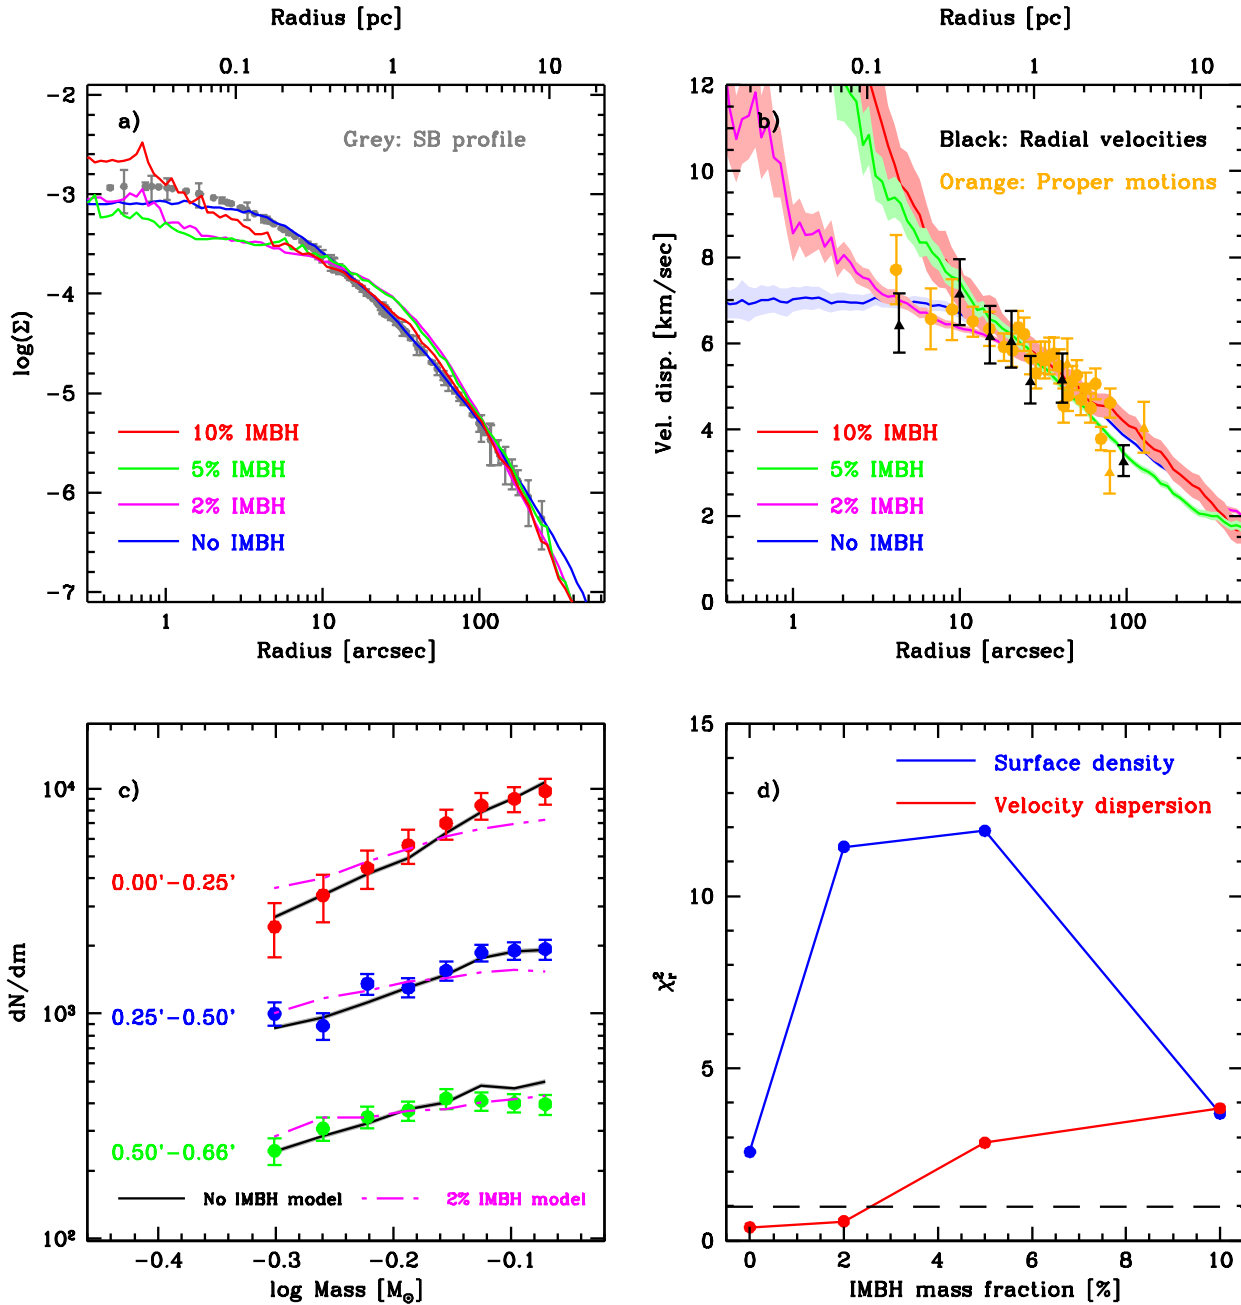 Radius [pc]
0.1 1 10
−2
−3
−4
−5
−6
−7
log(Σ)
a)
Grey: SB profile
10% IMBH
5% IMBH
2% IMBH
No IMBH
1 10 100
Radius [arcsec]
Radius [pc]
0.1 1 10
12
10
8
6
4
2
0
Vel. disp. [km/sec]
b)
Black: Radial velocities
Orange: Proper motions
10% IMBH
5% IMBH
2% IMBH
No IMBH
1 10 100
Radius [arcsec]
10⁴
10³
10²
dN/dm
c)
0.00'−0.25'
0.25'−0.50'
0.50'−0.66'
No IMBH model
2% IMBH model
−0.4 −0.3 −0.2 −0.1
log Mass [M⊙]
15
10
5
0
χ²ᵣ
d)
Surface density
Velocity dispersion
0 2 4 6 8 10
IMBH mass fraction [%]